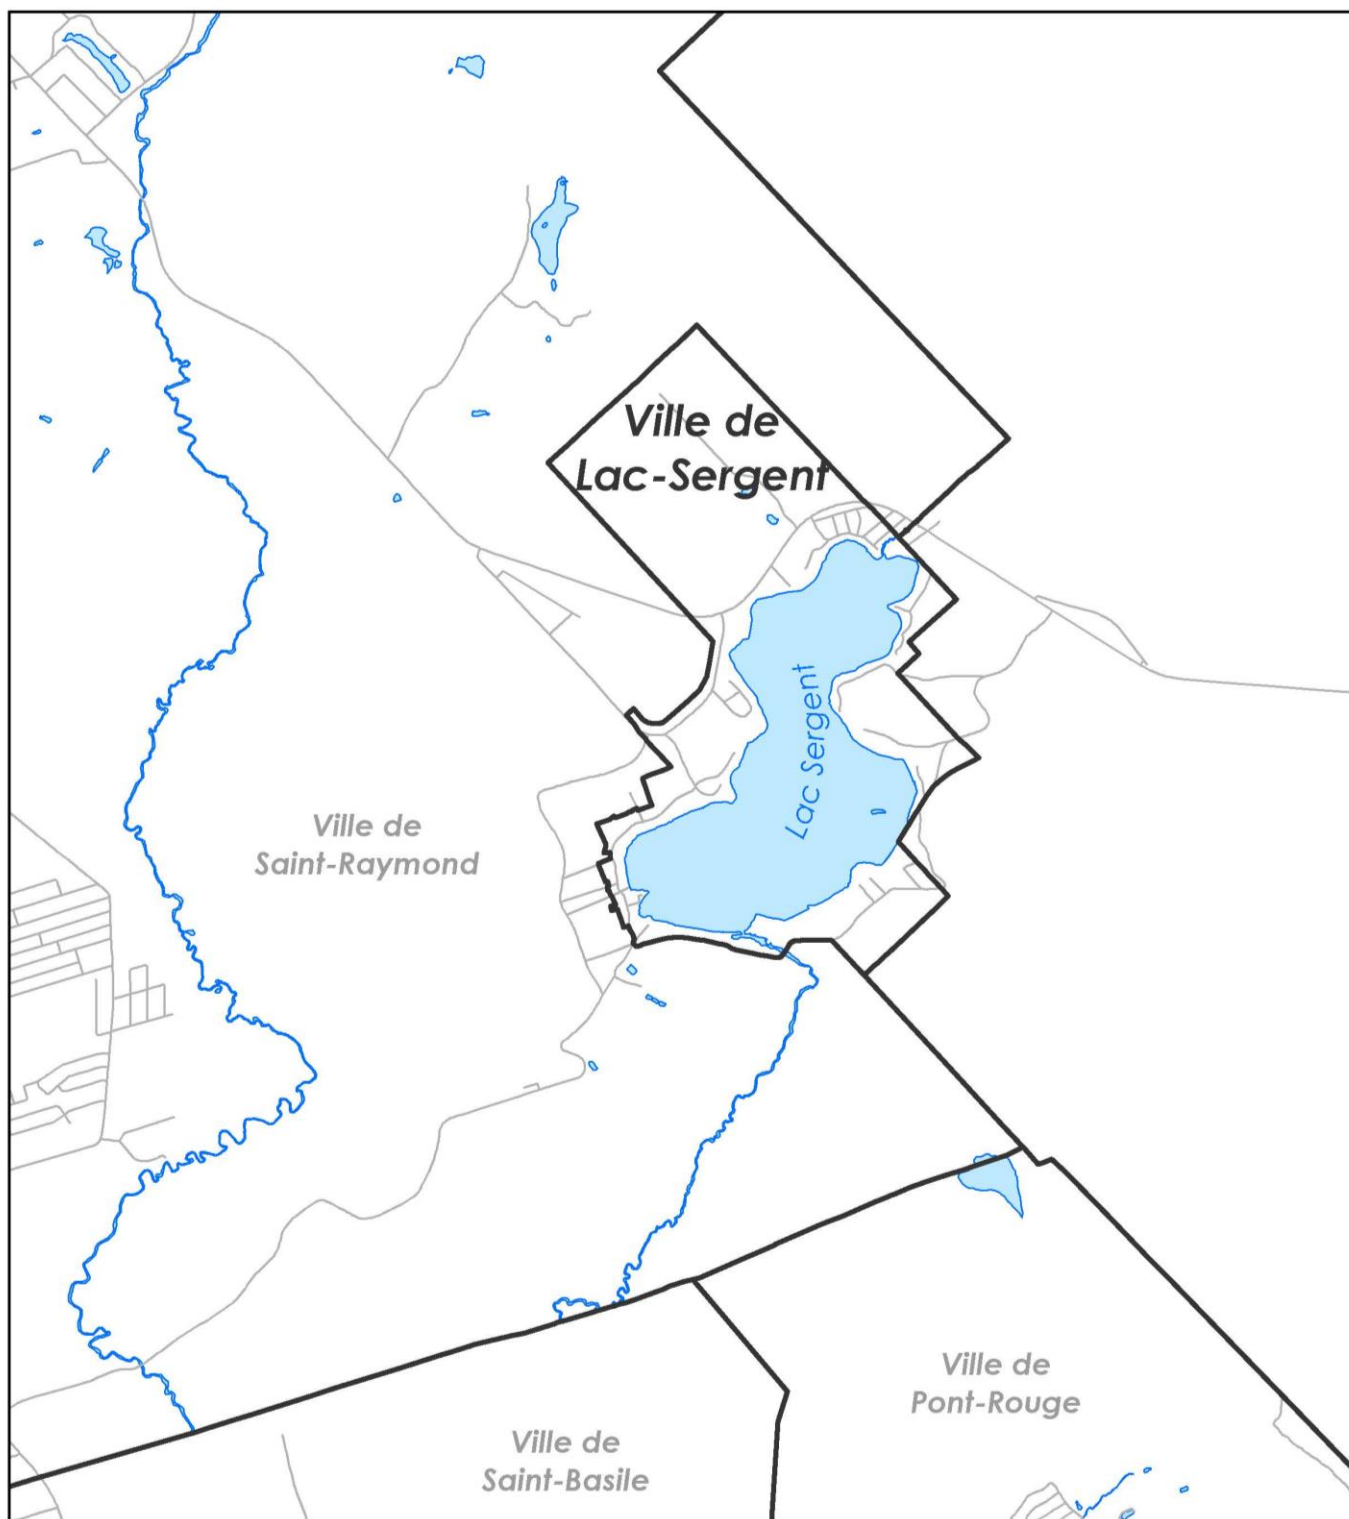 Ville de
Lac-Sergent
Lac Sergent
Ville de
Saint-Raymond
Ville de
Pont-Rouge
Ville de
Saint-Basile